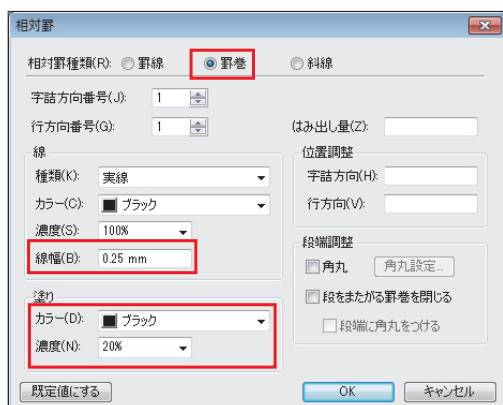 相対罫
相対罫種類(R): 罫線 罫巻 斜線
字詰方向番号(J): 1
行方向番号(G): 1 はみ出し量(Z):
線 位置調整
種類(K): 実線 字詰方向(H):
カラー(C): ブラック 行方向(V):
濃度(S): 100%
線幅(B): 0.25 mm
段端調整
角丸 角丸設定...
塗り
段をまたがる罫巻を閉じる
カラー(D): ブラック
段端に角丸をつける
濃度(N): 20%
既定値にする OK キャンセル